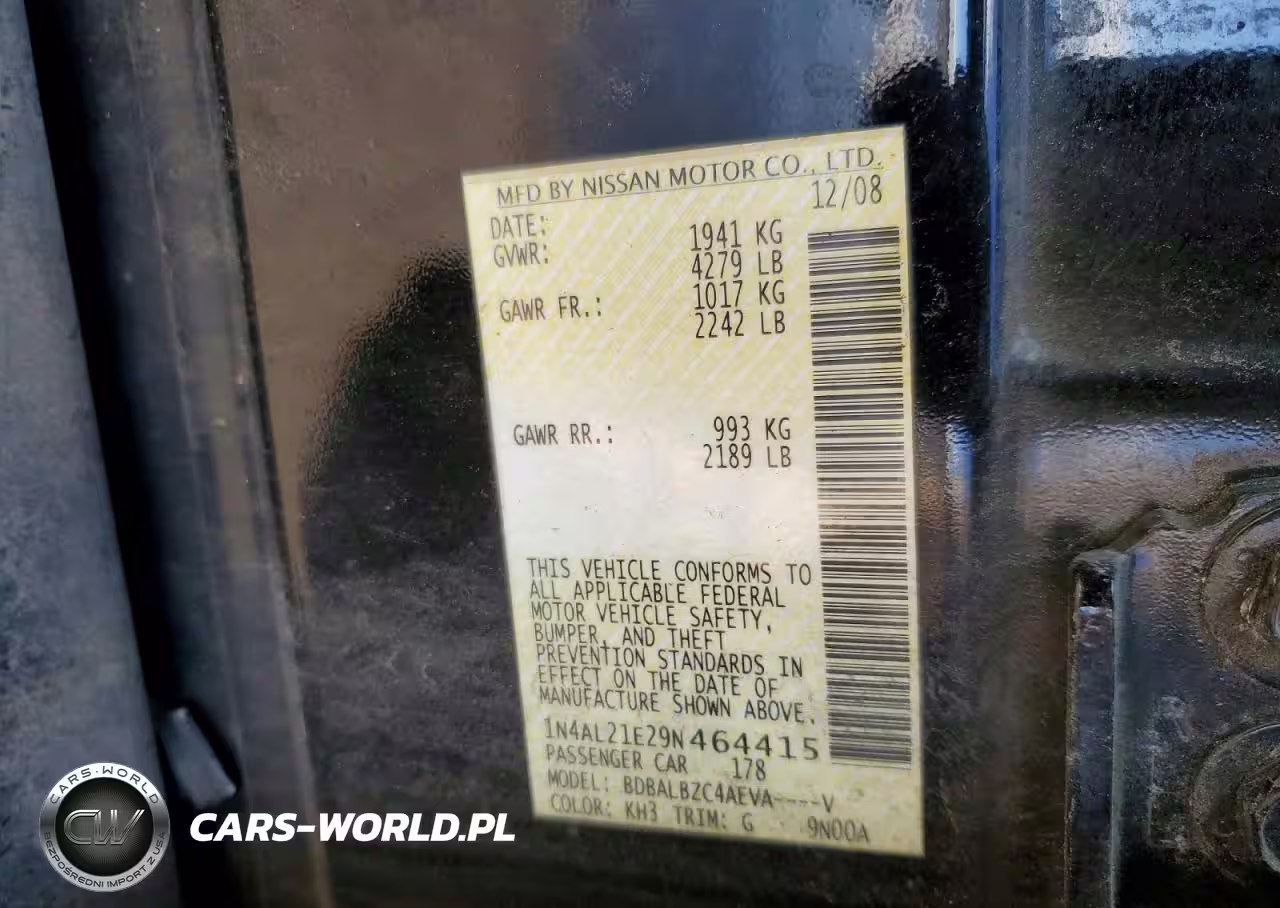 MFD BY NISSAN MOTOR CO., LTD.
DATE: 12/08
GVWR: 1941 KG
4279 LB
GAWR FR.: 1017 KG
2242 LB
GAWR RR.: 993 KG
2189 LB
THIS VEHICLE CONFORMS TO
ALL APPLICABLE FEDERAL
MOTOR VEHICLE SAFETY,
BUMPER, AND THEFT
PREVENTION STANDARDS IN
EFFECT ON THE DATE OF
MANUFACTURE SHOWN ABOVE.
1N4AL21E29N464415
PASSENGER CAR 178
MODEL: BDBALBZC4AEVA----V
COLOR: KH3 TRIM: G 9N00A
CARS-WORLD
CW
BEZPOŚREDNI IMPORT Z USA
CARS-WORLD.PL